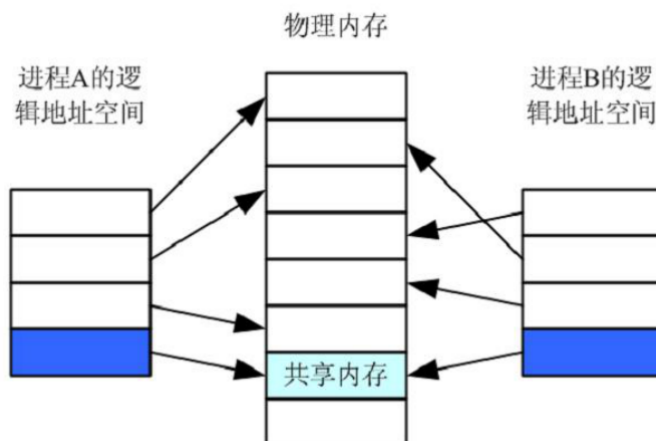 物理内存
进程A的逻
辑地址空间
进程B的逻
辑地址空间
共享内存